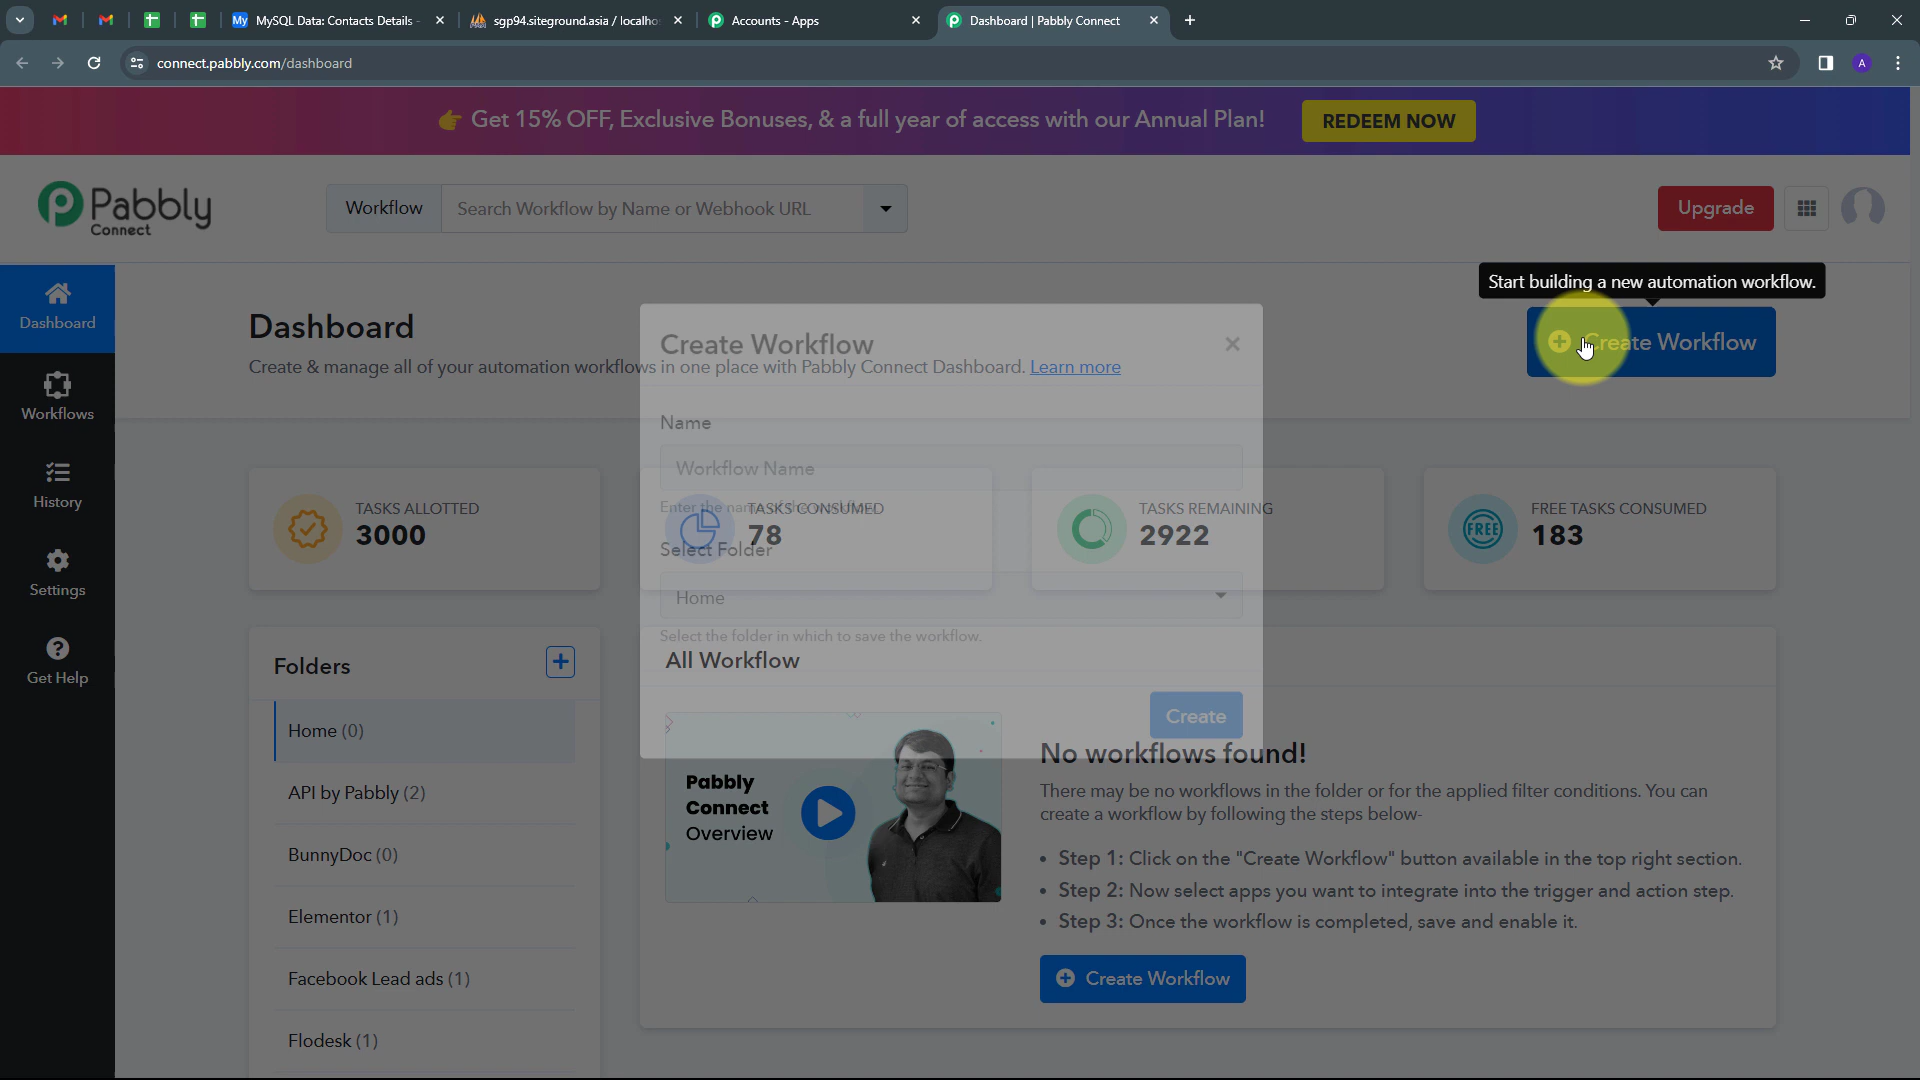 MySQL Data: Contacts Details -
sgp94.siteground.asia / localho
Accounts - Apps
Dashboard | Pabbly Connect
connect.pabbly.com/dashboard
A
👉 Get 15% OFF, Exclusive Bonuses, & a full year of access with our Annual Plan!
REDEEM NOW
Pabbly
Connect
Workflow
Search Workflow by Name or Webhook URL
Upgrade
Start building a new automation workflow.
Dashboard
Workflows
History
Settings
Get Help
Dashboard
Create & manage all of your automation workflows in one place with Pabbly Connect Dashboard. Learn more
Create Workflow
Create Workflow
Name
Workflow Name
Enter the name of the workflow.
Select Folder
Home
Select the folder in which to save the workflow.
Create
TASKS ALLOTTED
3000
TASKS CONSUMED
78
TASKS REMAINING
2922
FREE
FREE TASKS CONSUMED
183
Folders
Home (0)
API by Pabbly (2)
BunnyDoc (0)
Elementor (1)
Facebook Lead ads (1)
Flodesk (1)
All Workflow
Pabbly
Connect
Overview
No workflows found!
There may be no workflows in the folder or for the applied filter conditions. You can
create a workflow by following the steps below-
• Step 1: Click on the "Create Workflow" button available in the top right section.
• Step 2: Now select apps you want to integrate into the trigger and action step.
• Step 3: Once the workflow is completed, save and enable it.
Create Workflow